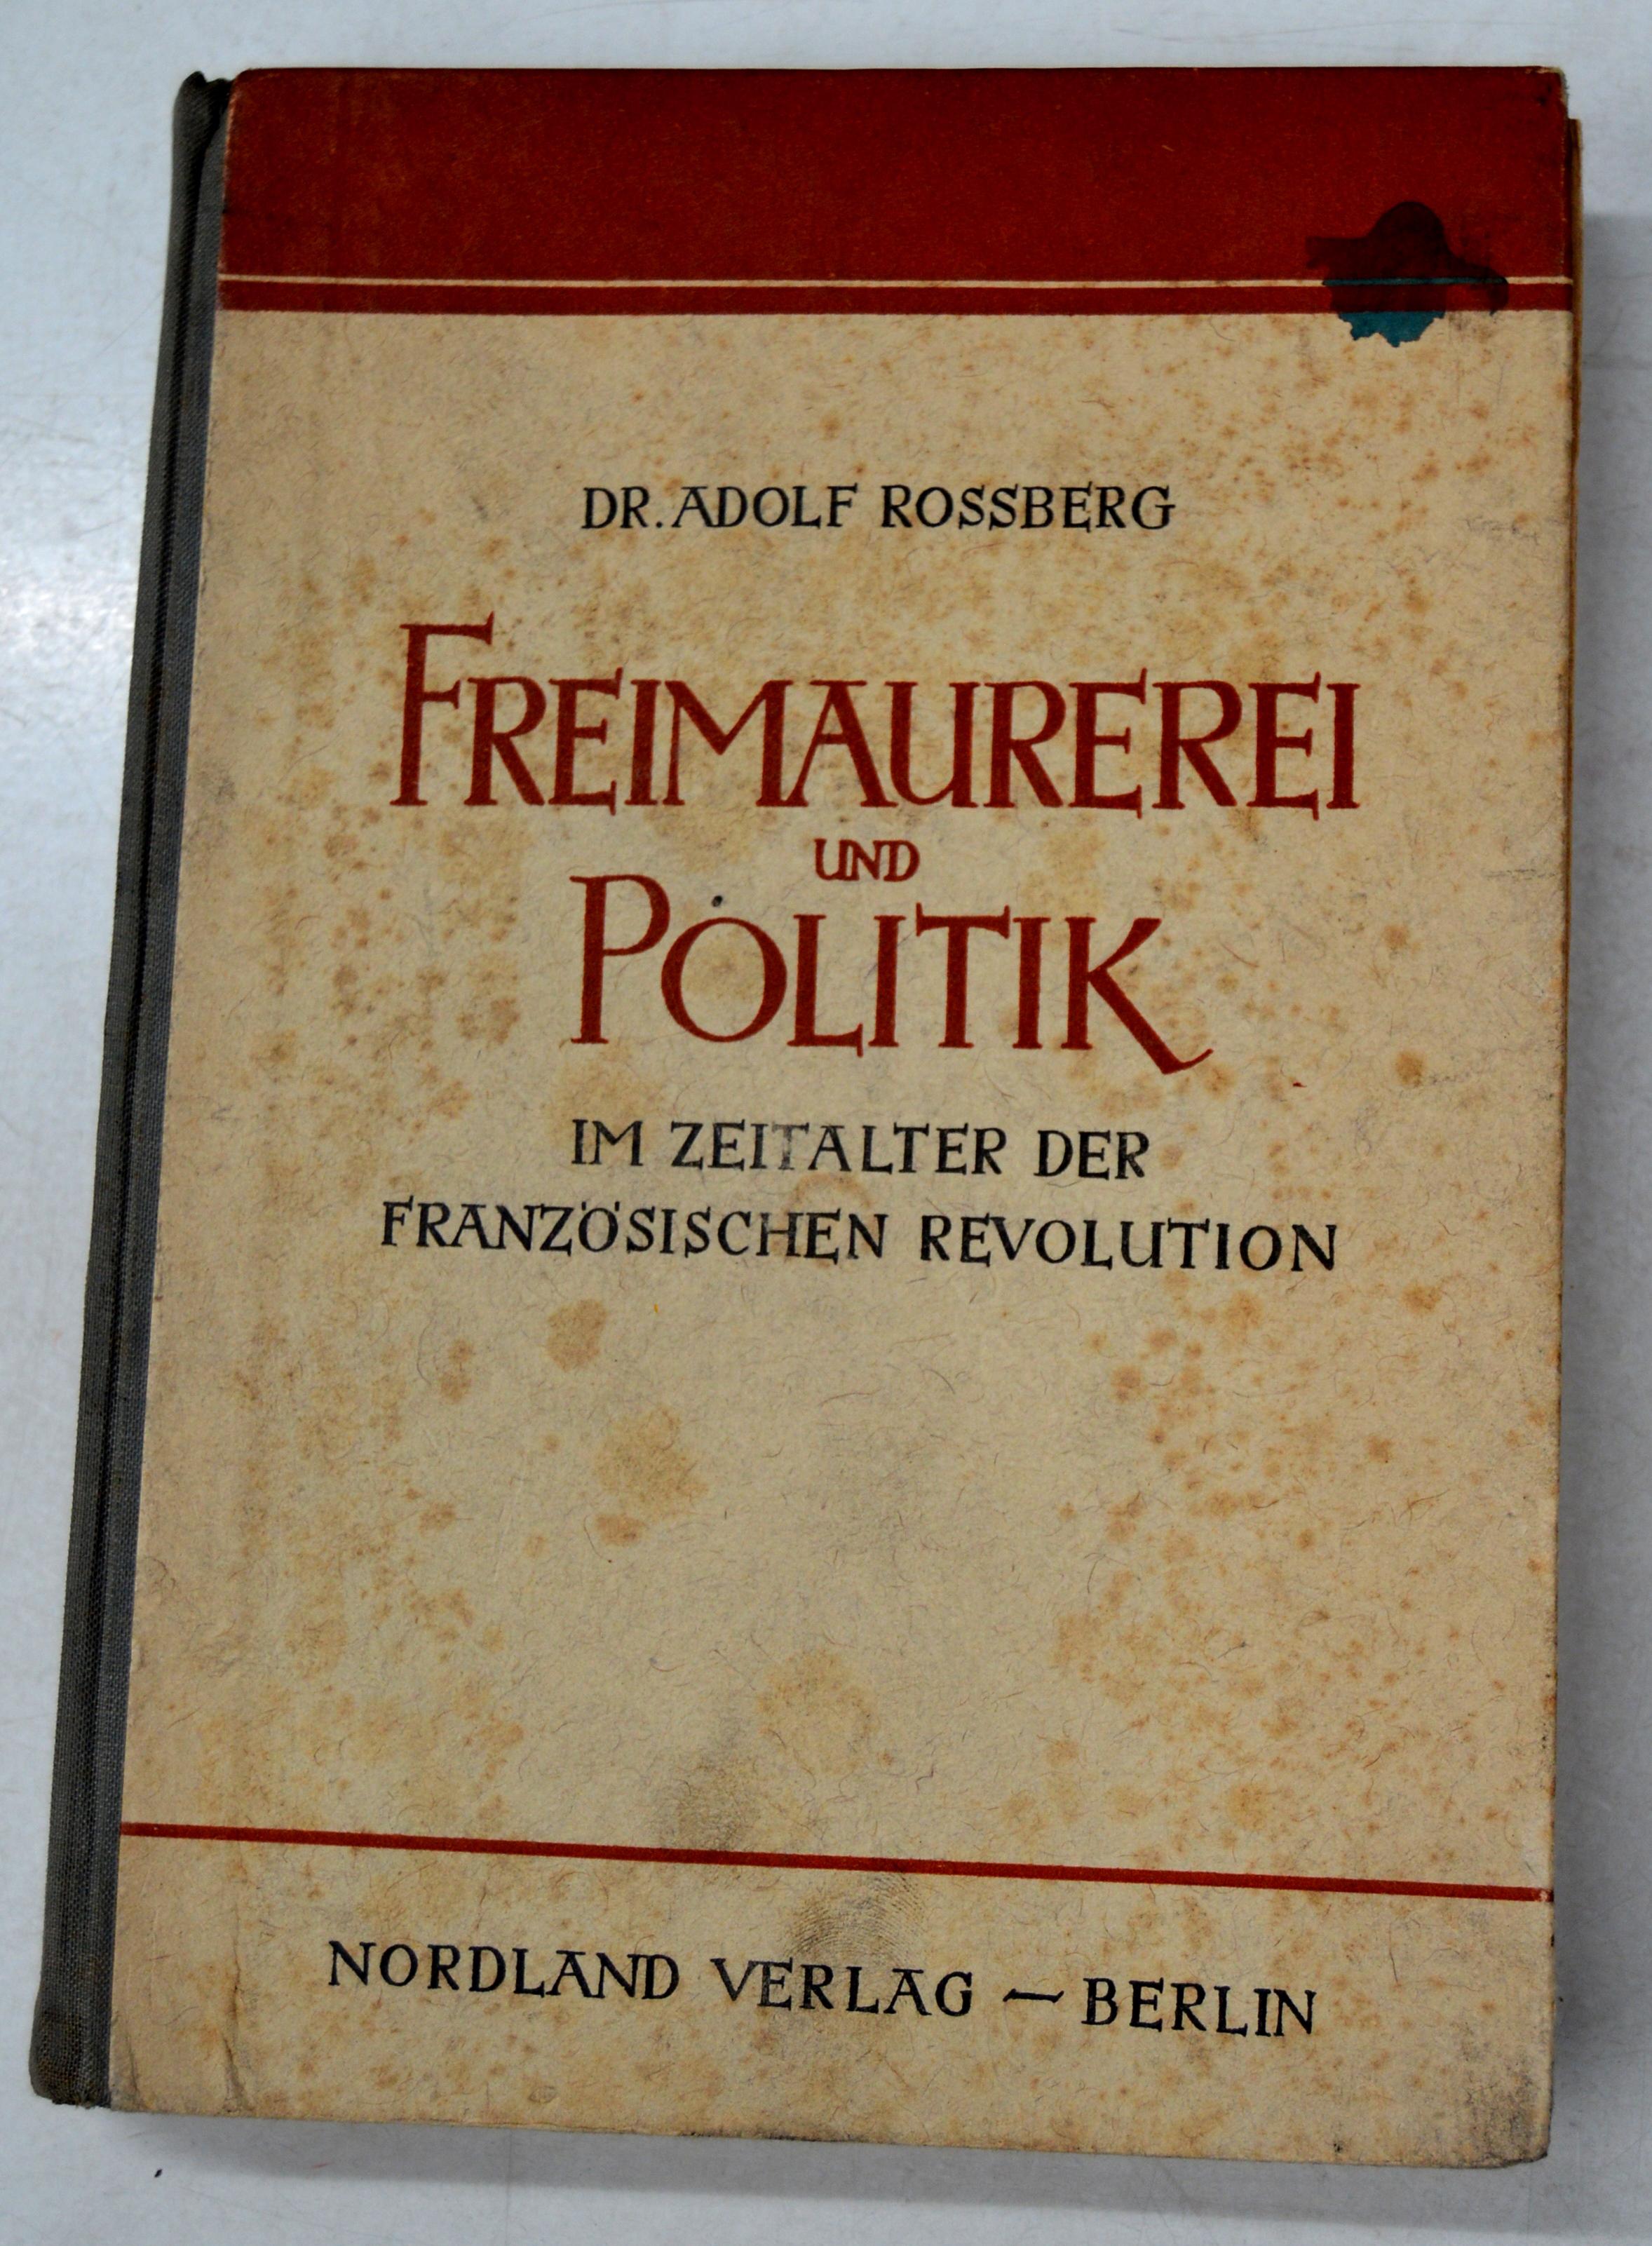 DR. ADOLF ROSSBERG
FREIMAUREREI
UND
POLITIK
IM ZEITALTER DER
FRANZÖSISCHEN REVOLUTION
NORDLAND VERLAG – BERLIN